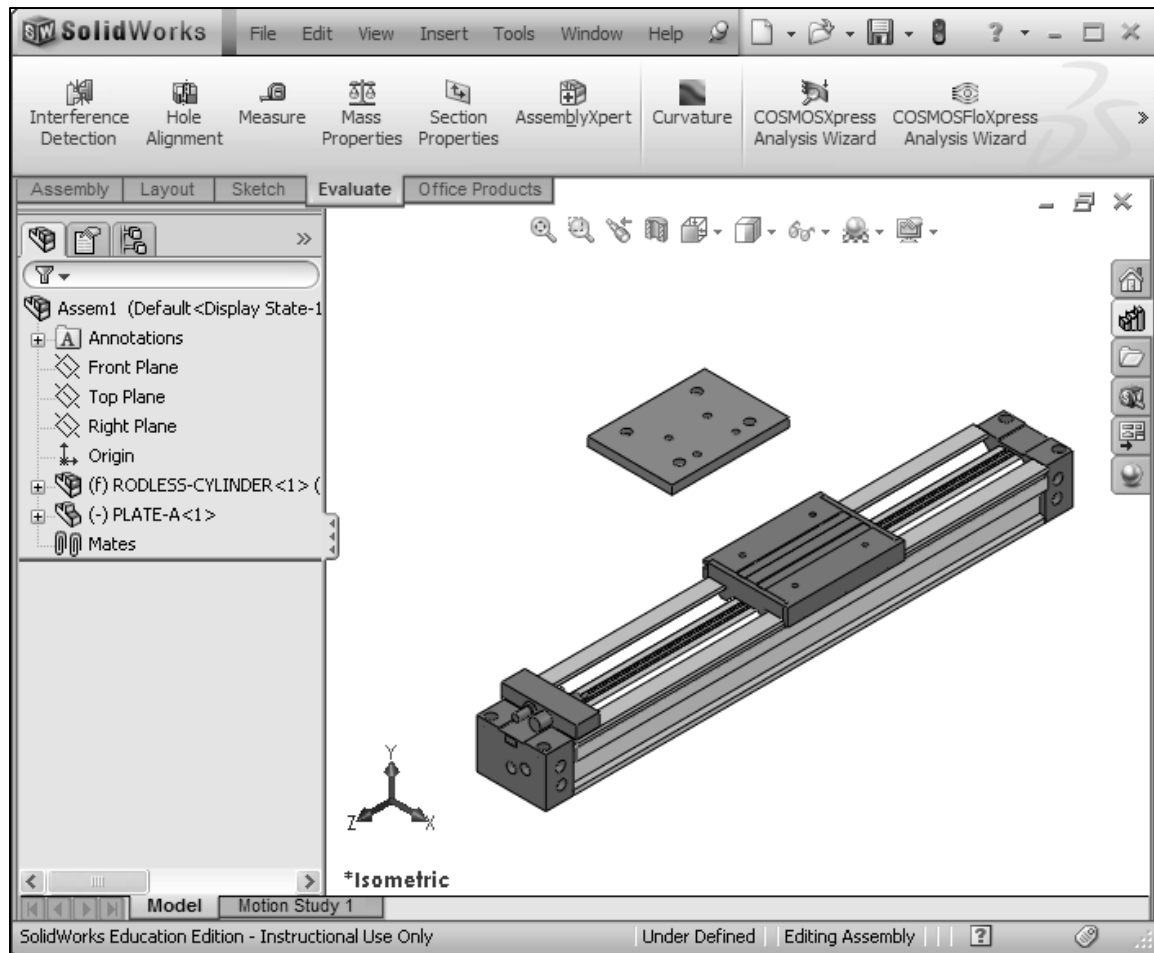 SolidWorks File Edit View Insert Tools Window Help ?
Interference Detection
Hole Alignment
Measure
Mass Properties
Section Properties
AssemblyXpert
Curvature
COSMOSXpress Analysis Wizard
COSMOSFloXpress Analysis Wizard
Assembly Layout Sketch Evaluate Office Products
Assem1 (Default<Display State-1
A Annotations
Front Plane
Top Plane
Right Plane
Origin
(f) RODLESS-CYLINDER<1> (
(-) PLATE-A<1>
Mates
Y
Z X
*Isometric
Model Motion Study 1
SolidWorks Education Edition - Instructional Use Only Under Defined Editing Assembly ?